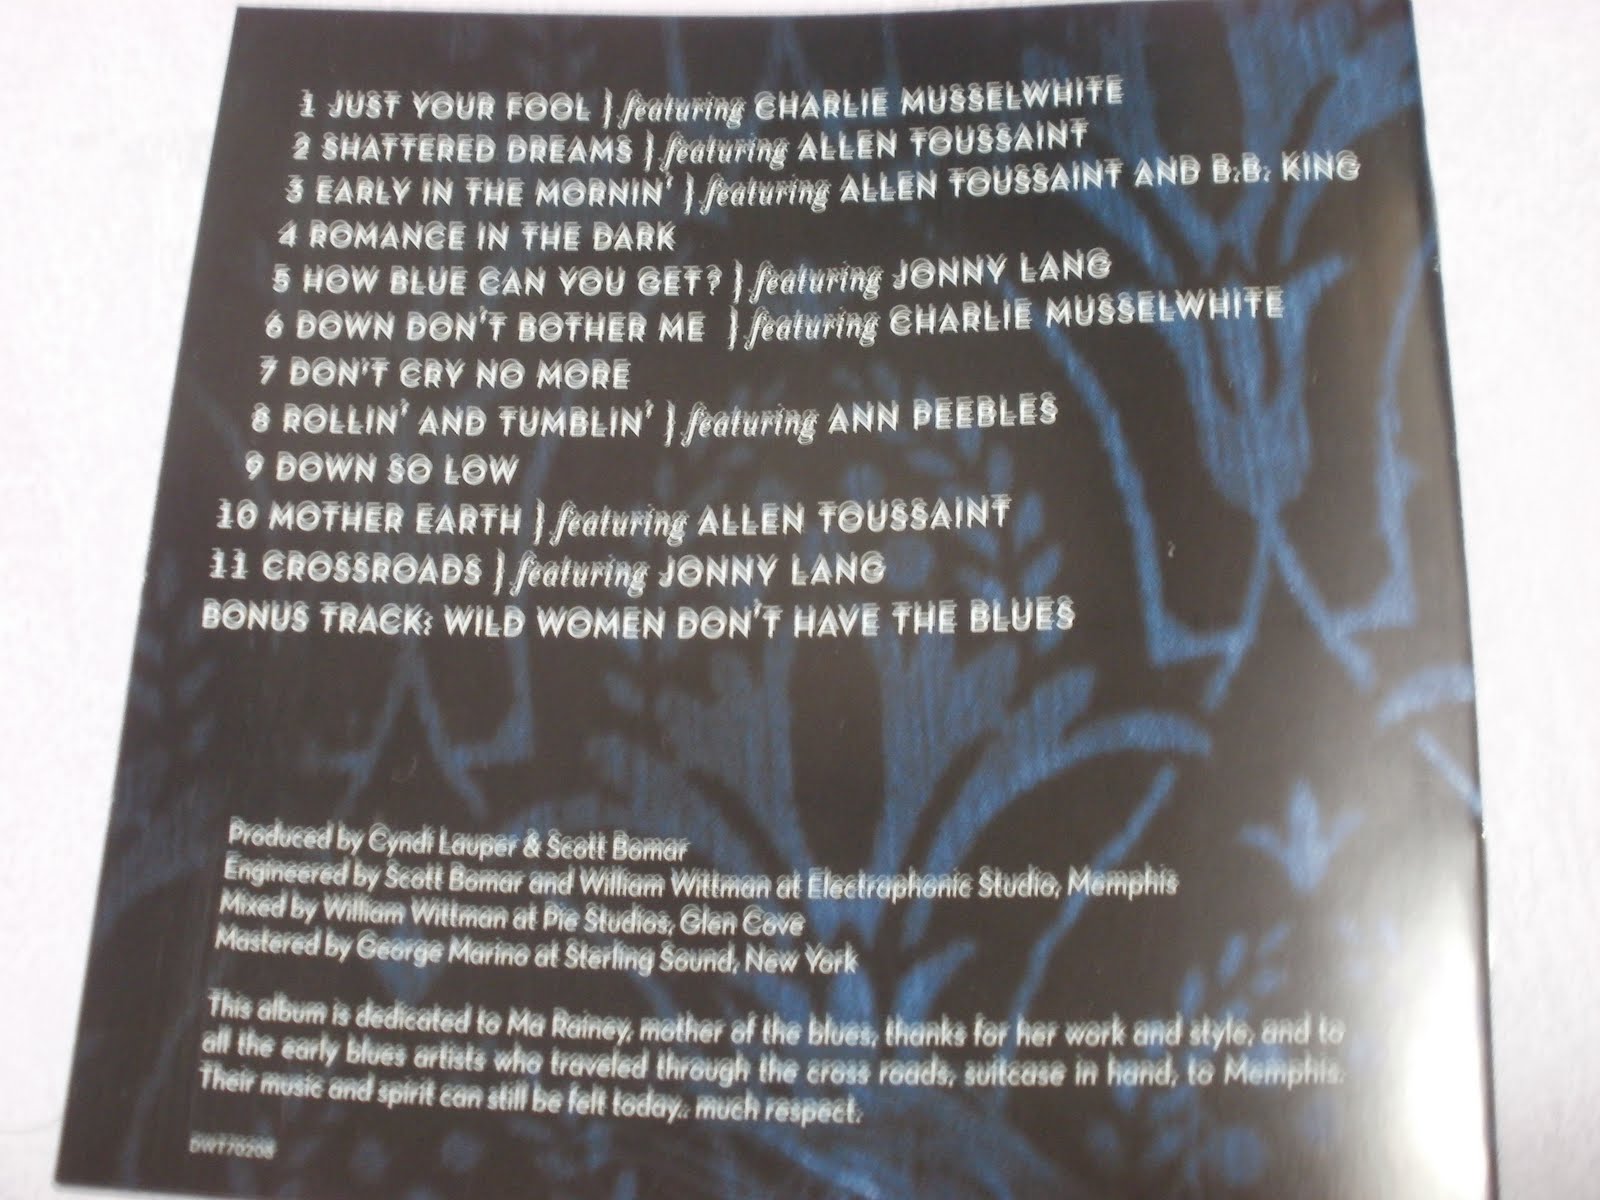 1 JUST YOUR FOOL } featuring CHARLIE MUSSELWHITE
2 SHATTERED DREAMS } featuring ALLEN TOUSSAINT
3 EARLY IN THE MORNIN' } featuring ALLEN TOUSSAINT AND B.B. KING
4 ROMANCE IN THE DARK
5 HOW BLUE CAN YOU GET? } featuring JONNY LANG
6 DOWN DON'T BOTHER ME } featuring CHARLIE MUSSELWHITE
7 DON'T CRY NO MORE
8 ROLLIN' AND TUMBLIN' } featuring ANN PEEBLES
9 DOWN SO LOW
10 MOTHER EARTH } featuring ALLEN TOUSSAINT
11 CROSSROADS } featuring JONNY LANG
BONUS TRACK: WILD WOMEN DON'T HAVE THE BLUES
Produced by Cyndi Lauper & Scott Bomar
Engineered by Scott Bomar and William Wittman at Electraphonic Studio, Memphis
Mixed by William Wittman at Pie Studios, Glen Cove
Mastered by George Marino at Sterling Sound, New York
This album is dedicated to Ma Rainey, mother of the blues, thanks for her work and style, and to
all the early blues artists who traveled through the cross roads, suitcase in hand, to Memphis.
Their music and spirit can still be felt today.. much respect.
DWT70208